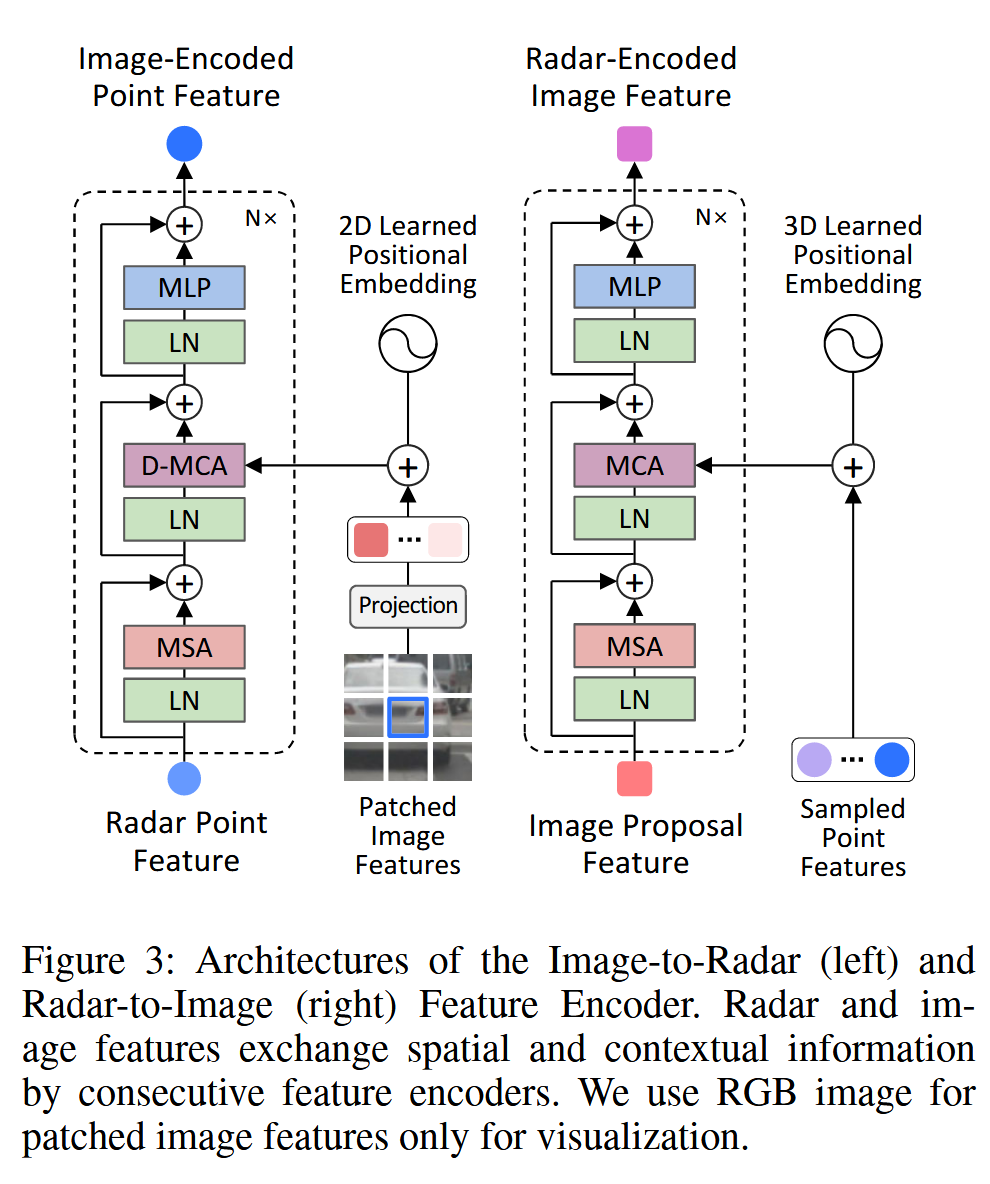 Image-Encoded
Point Feature
N×
MLP
LN
D-MCA
LN
MSA
LN
Radar Point
Feature
2D Learned
Positional
Embedding
Projection
Patched
Image
Features
Radar-Encoded
Image Feature
N×
MLP
LN
MCA
LN
MSA
LN
Image Proposal
Feature
3D Learned
Positional
Embedding
Sampled
Point
Features
Figure 3: Architectures of the Image-to-Radar (left) and
Radar-to-Image (right) Feature Encoder. Radar and im-
age features exchange spatial and contextual information
by consecutive feature encoders. We use RGB image for
patched image features only for visualization.